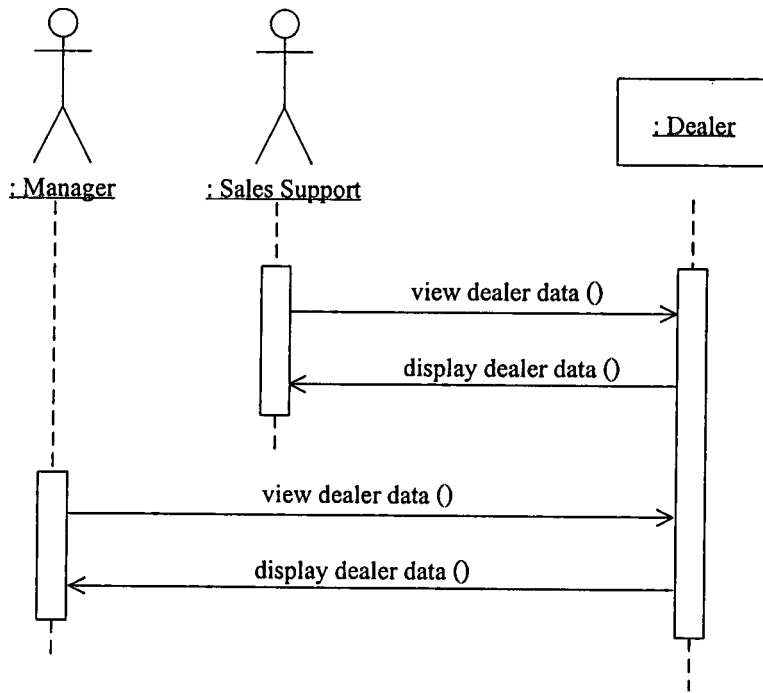 : Dealer
: Manager
: Sales Support
view dealer data ()
display dealer data ()
view dealer data ()
display dealer data ()